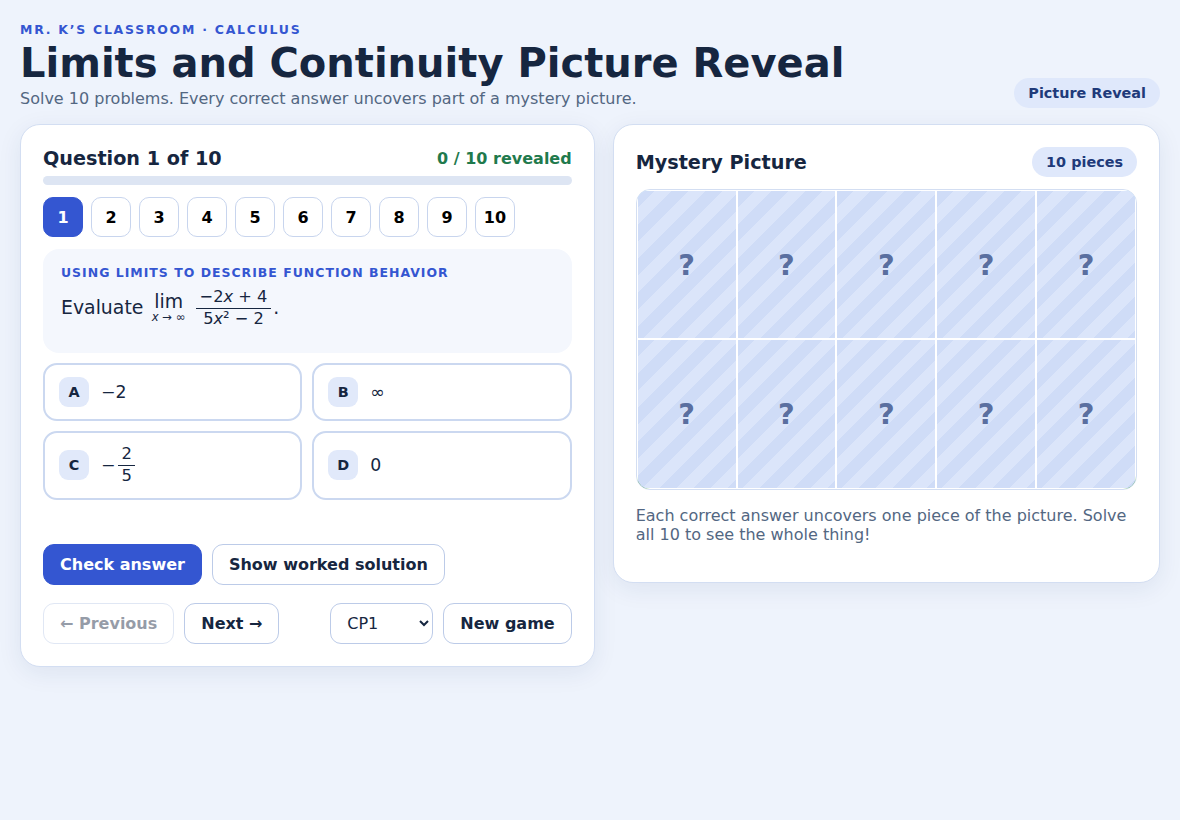 MR. K’S CLASSROOM · CALCULUS
Limits and Continuity Picture Reveal
Solve 10 problems. Every correct answer uncovers part of a mystery picture.
Picture Reveal
Question 1 of 10
0 / 10 revealed
1 2 3 4 5 6 7 8 9 10
USING LIMITS TO DESCRIBE FUNCTION BEHAVIOR
Evaluate lim x → ∞ (−2x + 4)/(5x² − 2).
A −2
B ∞
C −2/5
D 0
Check answer
Show worked solution
← Previous
Next →
CP1
New game
Mystery Picture
10 pieces
? ? ? ? ?
? ? ? ? ?
Each correct answer uncovers one piece of the picture. Solve
all 10 to see the whole thing!